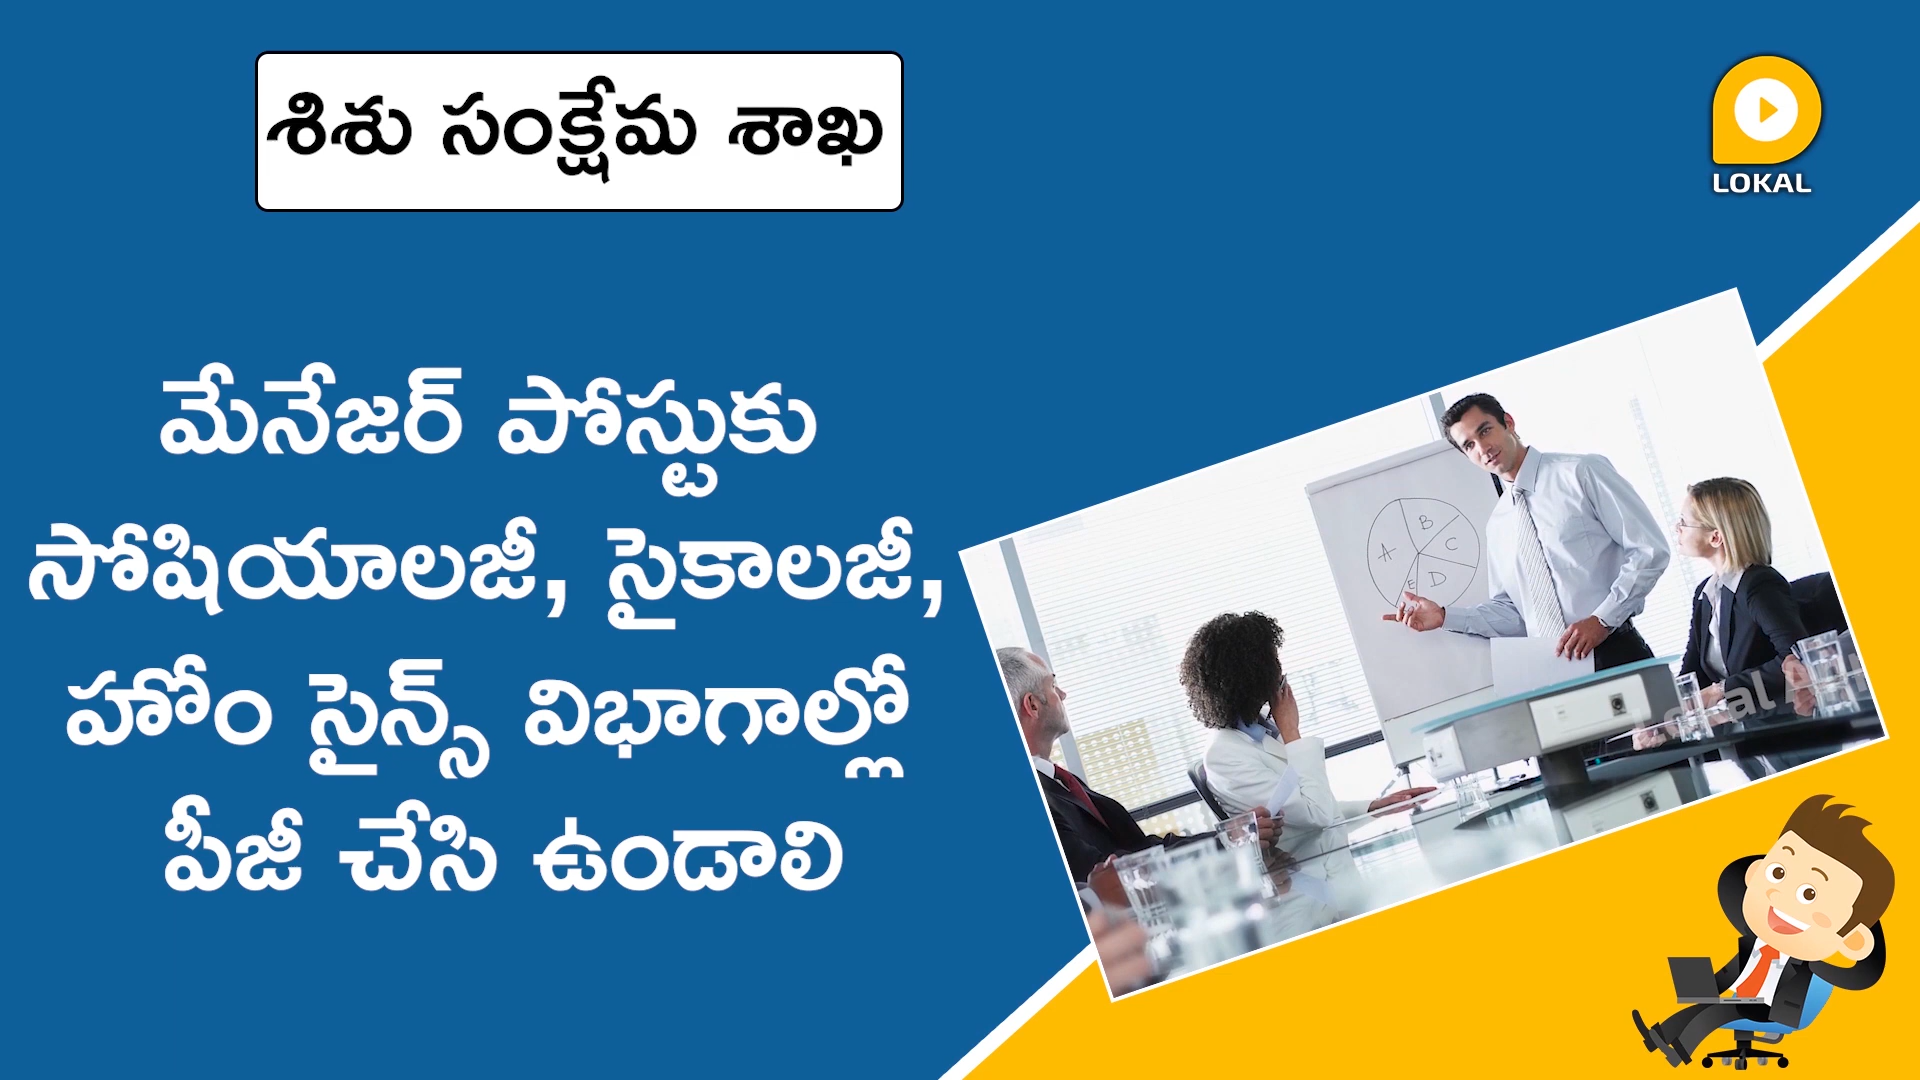 శిశు సంక్షేమ శాఖ
LOKAL
మేనేజర్ పోస్టుకు
సోషియాలజీ, సైకాలజీ,
హోం సైన్స్ విభాగాల్లో
పీజీ చేసి ఉండాలి
A
B
C
D
E